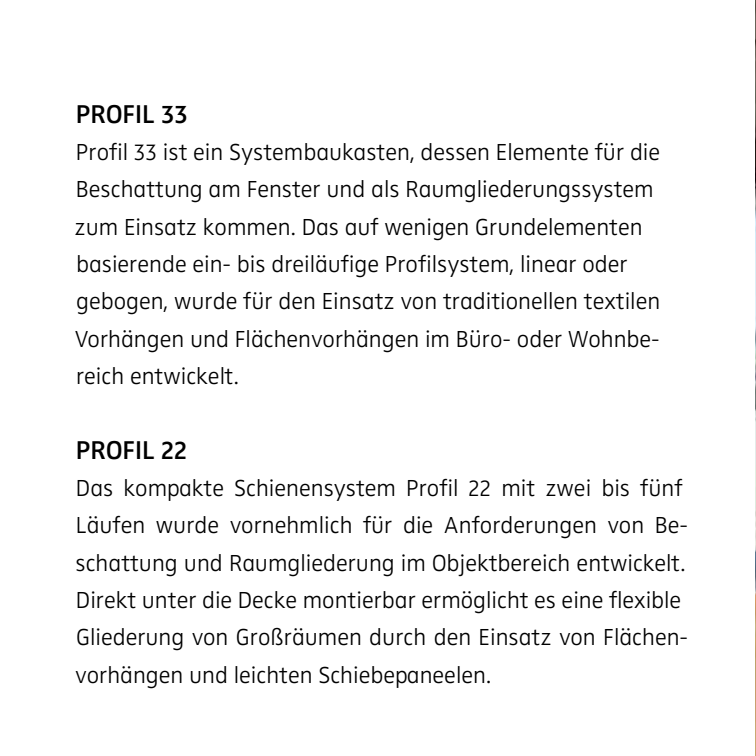 PROFIL 33
Profil 33 ist ein Systembaukasten, dessen Elemente für die
Beschattung am Fenster und als Raumgliederungssystem
zum Einsatz kommen. Das auf wenigen Grundelementen
basierende ein- bis dreiläufige Profilsystem, linear oder
gebogen, wurde für den Einsatz von traditionellen textilen
Vorhängen und Flächenvorhängen im Büro- oder Wohnbe-
reich entwickelt.
PROFIL 22
Das kompakte Schienensystem Profil 22 mit zwei bis fünf
Läufen wurde vornehmlich für die Anforderungen von Be-
schattung und Raumgliederung im Objektbereich entwickelt.
Direkt unter die Decke montierbar ermöglicht es eine flexible
Gliederung von Großräumen durch den Einsatz von Flächen-
vorhängen und leichten Schiebepaneelen.